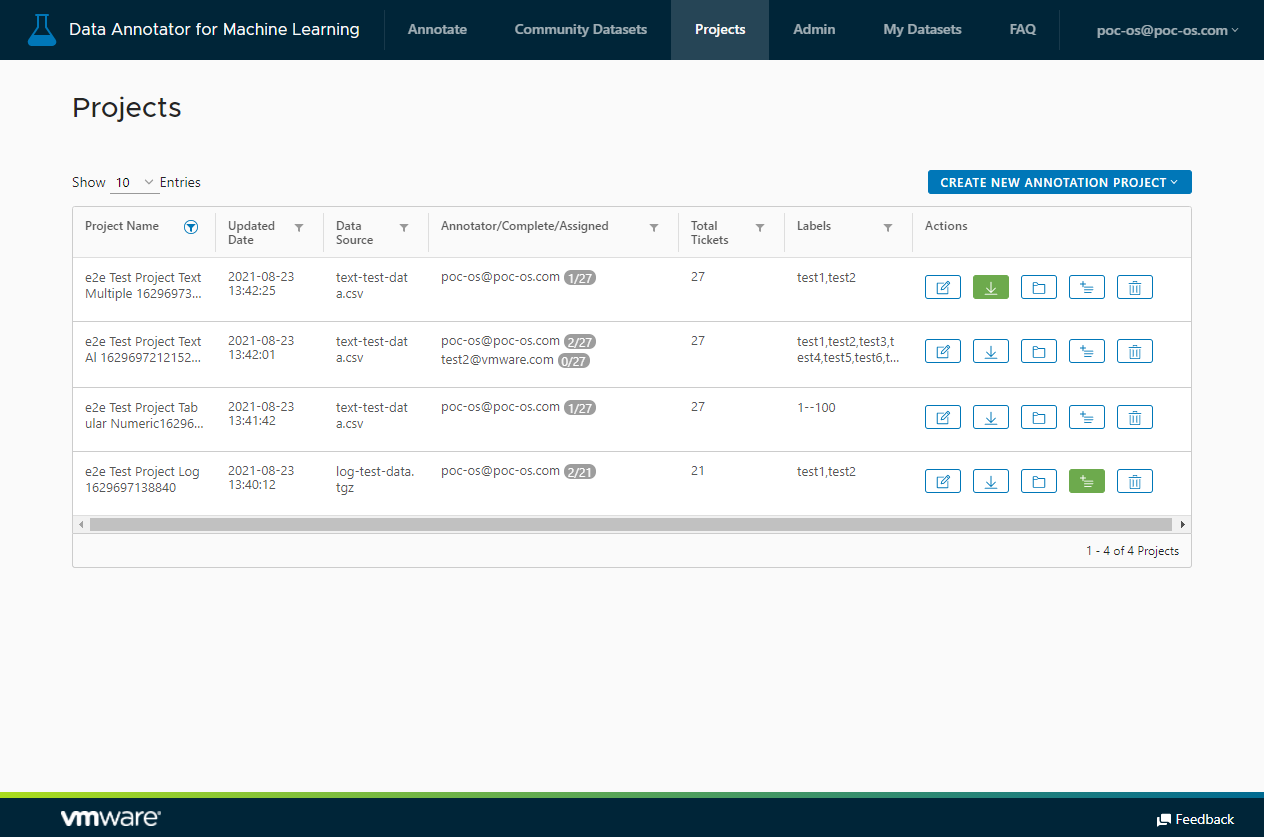 Data Annotator for Machine Learning
Annotate
Community Datasets
Projects
Admin
My Datasets
FAQ
poc-os@poc-os.com
Projects
Show 10 Entries
CREATE NEW ANNOTATION PROJECT
Project Name
Updated
Date
Data
Source
Annotator/Complete/Assigned
Total
Tickets
Labels
Actions
e2e Test Project Text
Multiple 16296973...
2021-08-23
13:42:25
text-test-dat
a.csv
poc-os@poc-os.com 1/27
27
test1,test2
e2e Test Project Text
Al 1629697212152...
2021-08-23
13:42:01
text-test-dat
a.csv
poc-os@poc-os.com 2/27
test2@vmware.com 0/27
27
test1,test2,test3,t
est4,test5,test6,t...
e2e Test Project Tab
ular Numeric16296...
2021-08-23
13:41:42
text-test-dat
a.csv
poc-os@poc-os.com 1/27
27
1--100
e2e Test Project Log
1629697138840
2021-08-23
13:40:12
log-test-data.
tgz
poc-os@poc-os.com 2/21
21
test1,test2
1 - 4 of 4 Projects
vmware
Feedback